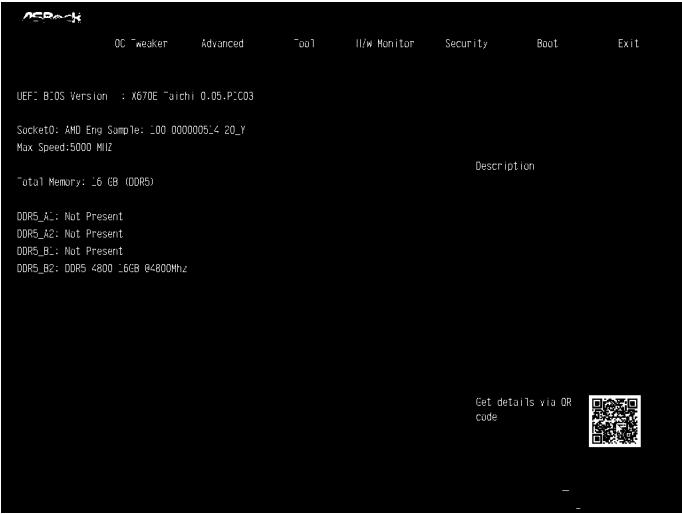 ASRock
OC Tweaker Advanced Tool H/W Monitor Security Boot Exit
UEFI BIOS Version : X670E Taichi 0.05.PIC03
Socket0: AMD Eng Sample: 100 000000514 20_Y
Max Speed:5000 MHZ
Description
Total Memory: 16 GB (DDR5)
DDR5_A1: Not Present
DDR5_A2: Not Present
DDR5_B1: Not Present
DDR5_B2: DDR5 4800 16GB @4800Mhz
Get details via QR
code